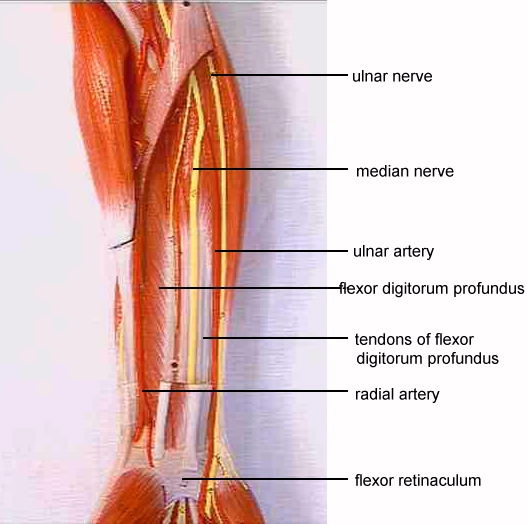 ulnar nerve
median nerve
ulnar artery
flexor digitorum profundus
tendons of flexor
digitorum profundus
radial artery
flexor retinaculum